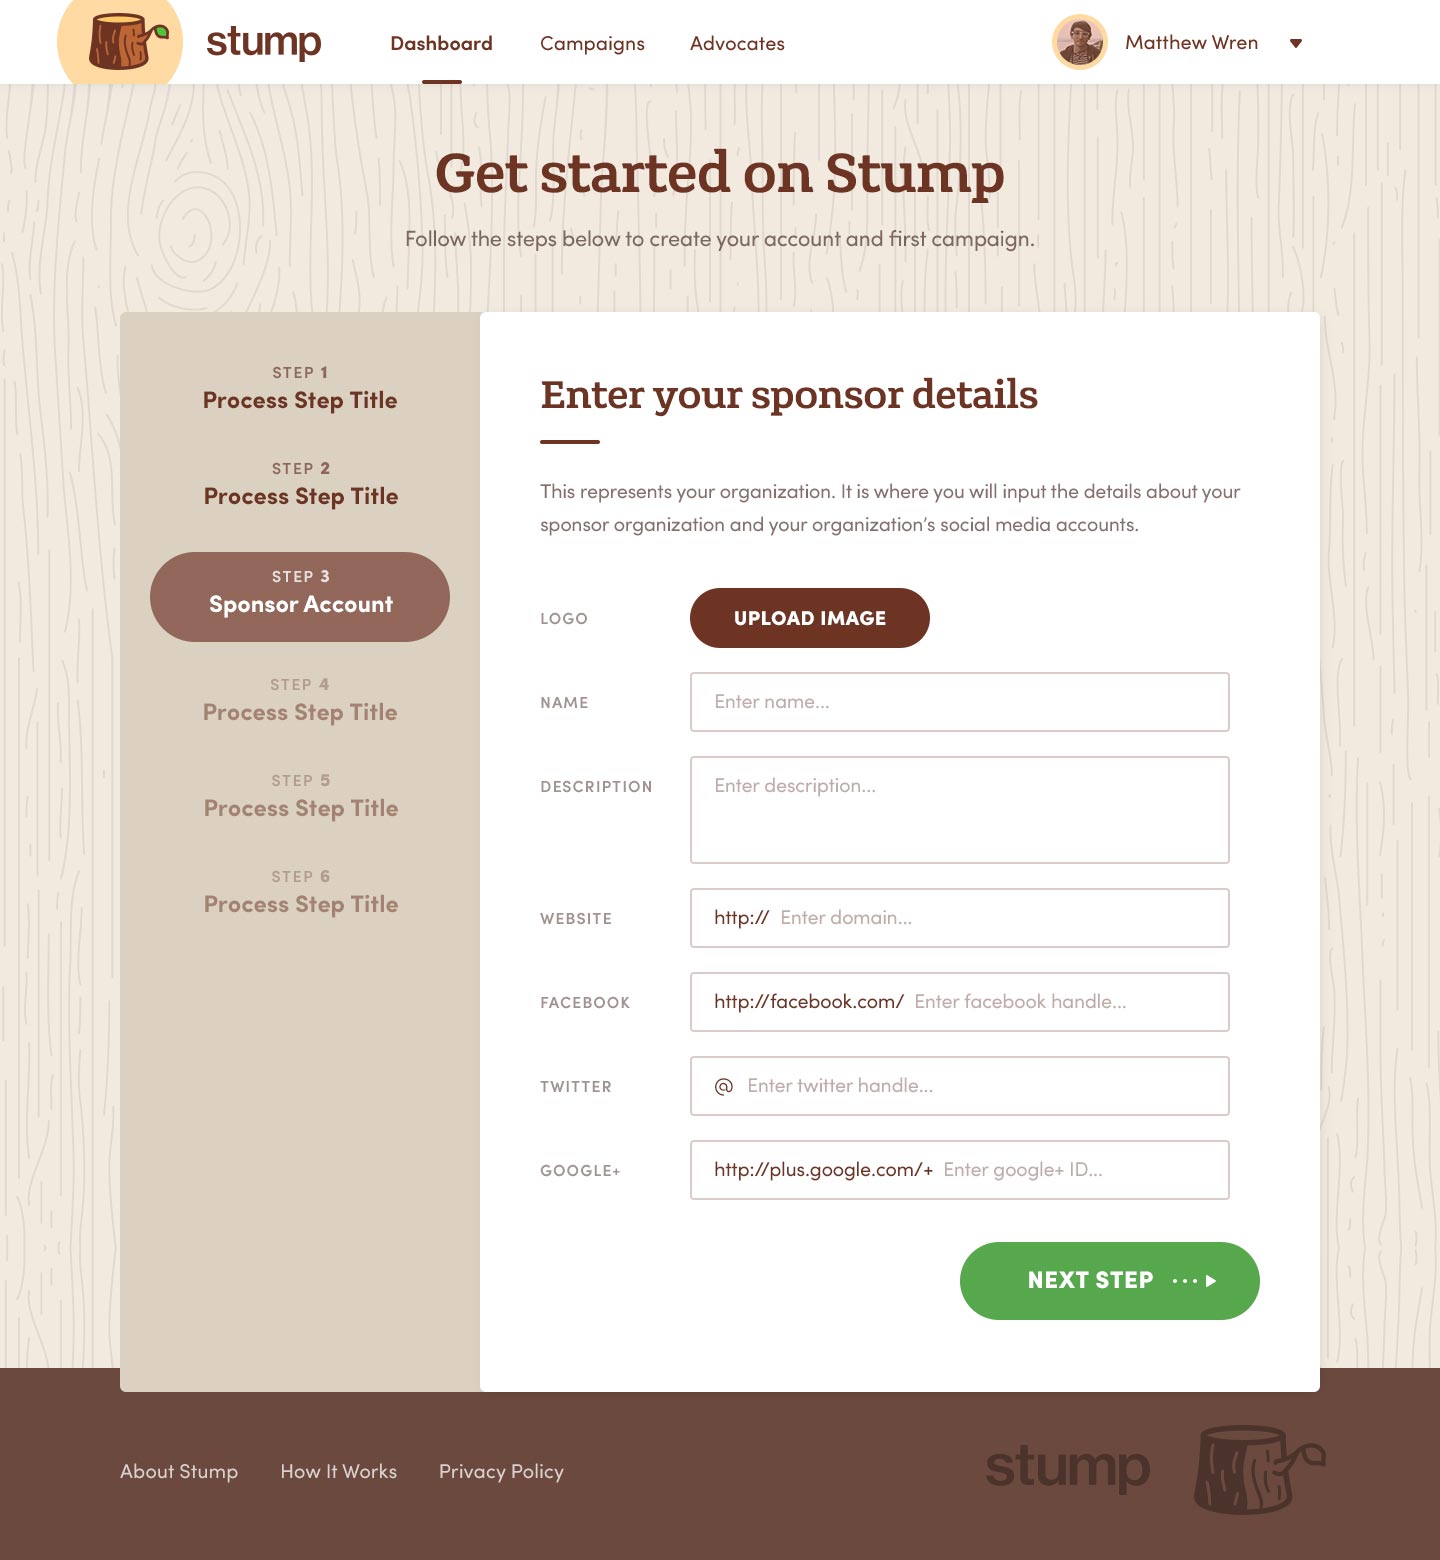 stump
Dashboard
Campaigns
Advocates
Matthew Wren
Get started on Stump
Follow the steps below to create your account and first campaign.
STEP 1
Process Step Title
STEP 2
Process Step Title
STEP 3
Sponsor Account
STEP 4
Process Step Title
STEP 5
Process Step Title
STEP 6
Process Step Title
Enter your sponsor details
This represents your organization. It is where you will input the details about your
sponsor organization and your organization’s social media accounts.
LOGO
UPLOAD IMAGE
NAME
Enter name...
DESCRIPTION
Enter description...
WEBSITE
http:// Enter domain...
FACEBOOK
http://facebook.com/ Enter facebook handle...
TWITTER
@ Enter twitter handle...
GOOGLE+
http://plus.google.com/+ Enter google+ ID...
NEXT STEP
About Stump
How It Works
Privacy Policy
stump